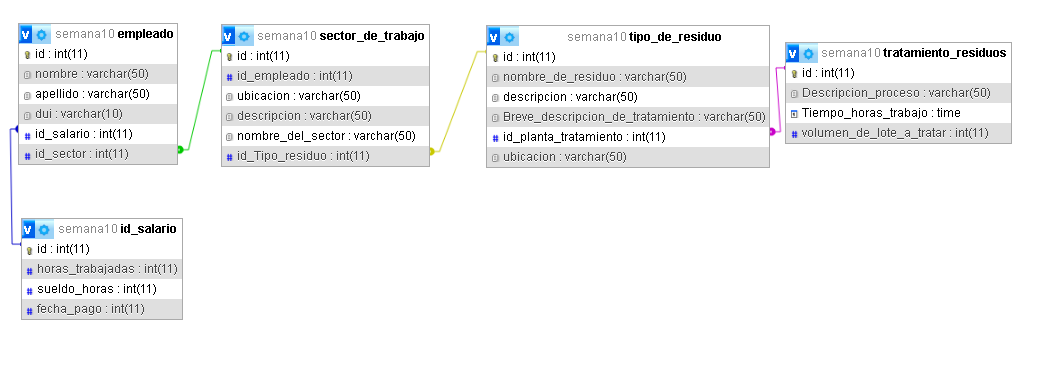 v semana10 empleado
id : int(11)
nombre : varchar(50)
apellido : varchar(50)
dui : varchar(10)
id_salario : int(11)
id_sector : int(11)
v semana10 sector_de_trabajo
id : int(11)
id_empleado : int(11)
ubicacion : varchar(50)
descripcion : varchar(50)
nombre_del_sector : varchar(50)
id_Tipo_residuo : int(11)
v semana10 tipo_de_residuo
id : int(11)
nombre_de_residuo : varchar(50)
descripcion : varchar(50)
Breve_descripcion_de_tratamiento : varchar(50)
id_planta_tratamiento : int(11)
ubicacion : varchar(50)
v semana10 tratamiento_residuos
id : int(11)
Descripcion_proceso : varchar(50)
Tiempo_horas_trabajo : time
volumen_de_lote_a_tratar : int(11)
v semana10 id_salario
id : int(11)
horas_trabajadas : int(11)
sueldo_horas : int(11)
fecha_pago : int(11)